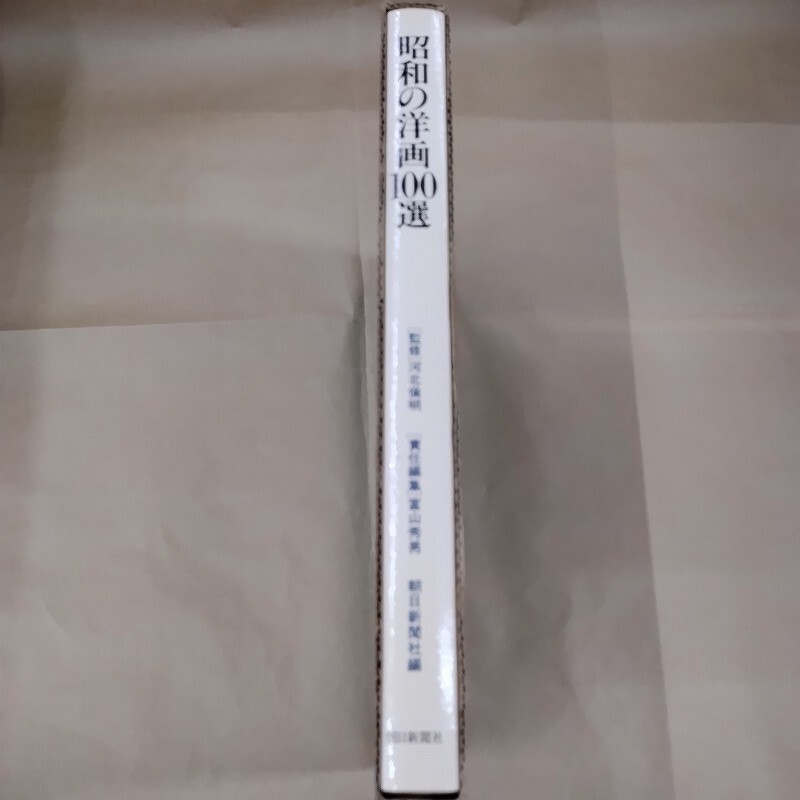 昭和の洋画100選
[監修]河北倫明
[責任編集]富山秀男
朝日新聞社編
朝日新聞社